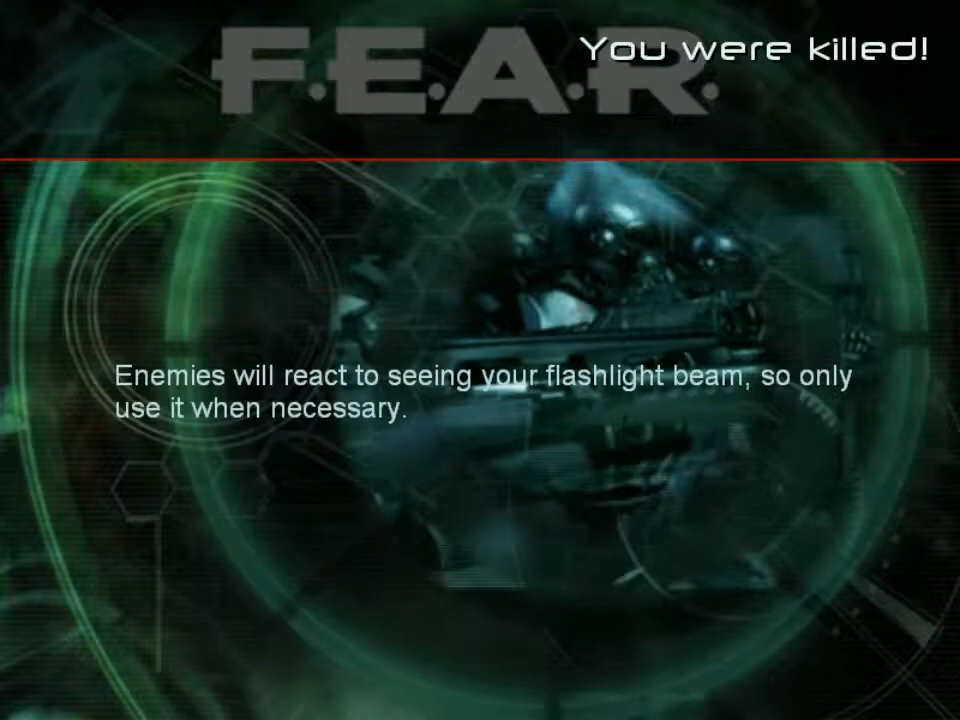 F.E.A.R.
You were killed!
Enemies will react to seeing your flashlight beam, so only
use it when necessary.